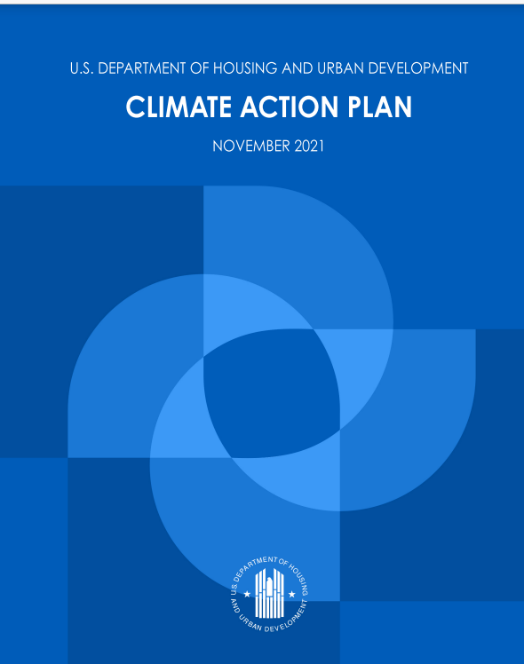 U.S. DEPARTMENT OF HOUSING AND URBAN DEVELOPMENT
CLIMATE ACTION PLAN
NOVEMBER 2021
U.S. DEPARTMENT OF HOUSING
AND URBAN DEVELOPMENT